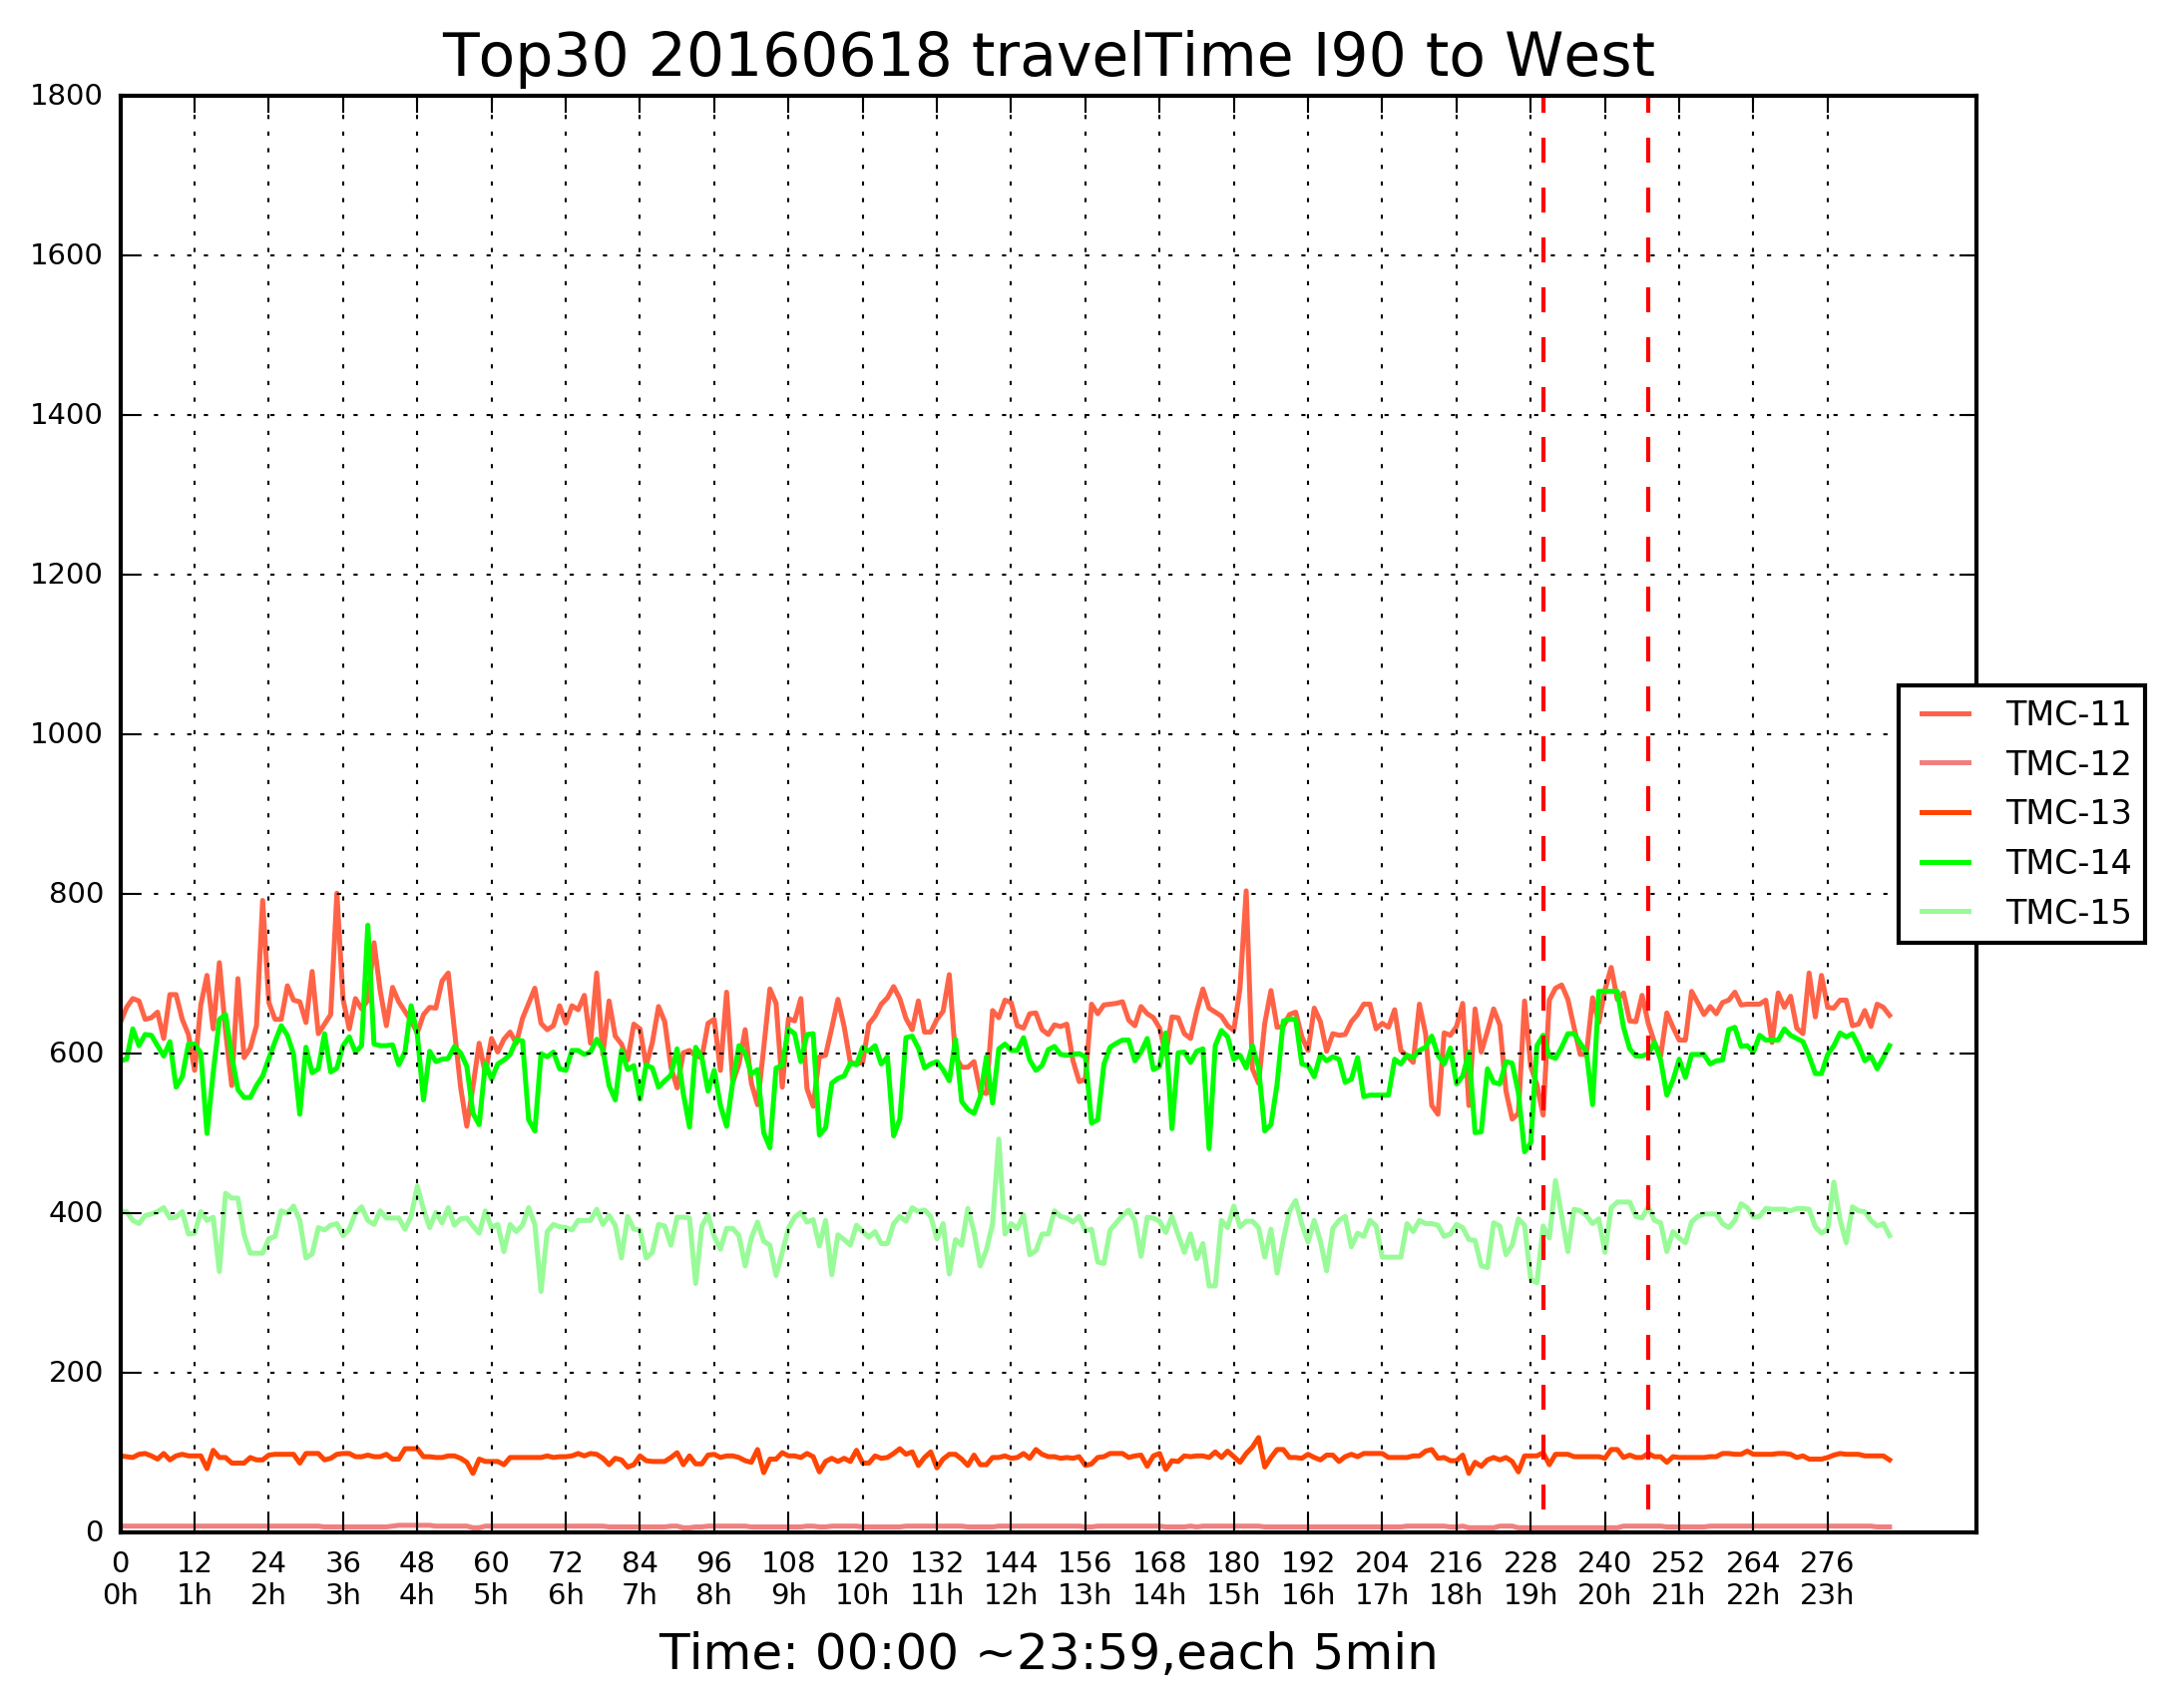 Top30 20160618 travelTime I90 to West
1800
1600
1400
1200
1000
800
600
400
200
0
TMC-11
TMC-12
TMC-13
TMC-14
TMC-15
0 12 24 36 48 60 72 84 96 108 120 132 144 156 168 180 192 204 216 228 240 252 264 276
0h 1h 2h 3h 4h 5h 6h 7h 8h 9h 10h 11h 12h 13h 14h 15h 16h 17h 18h 19h 20h 21h 22h 23h
Time: 00:00 ~23:59,each 5min